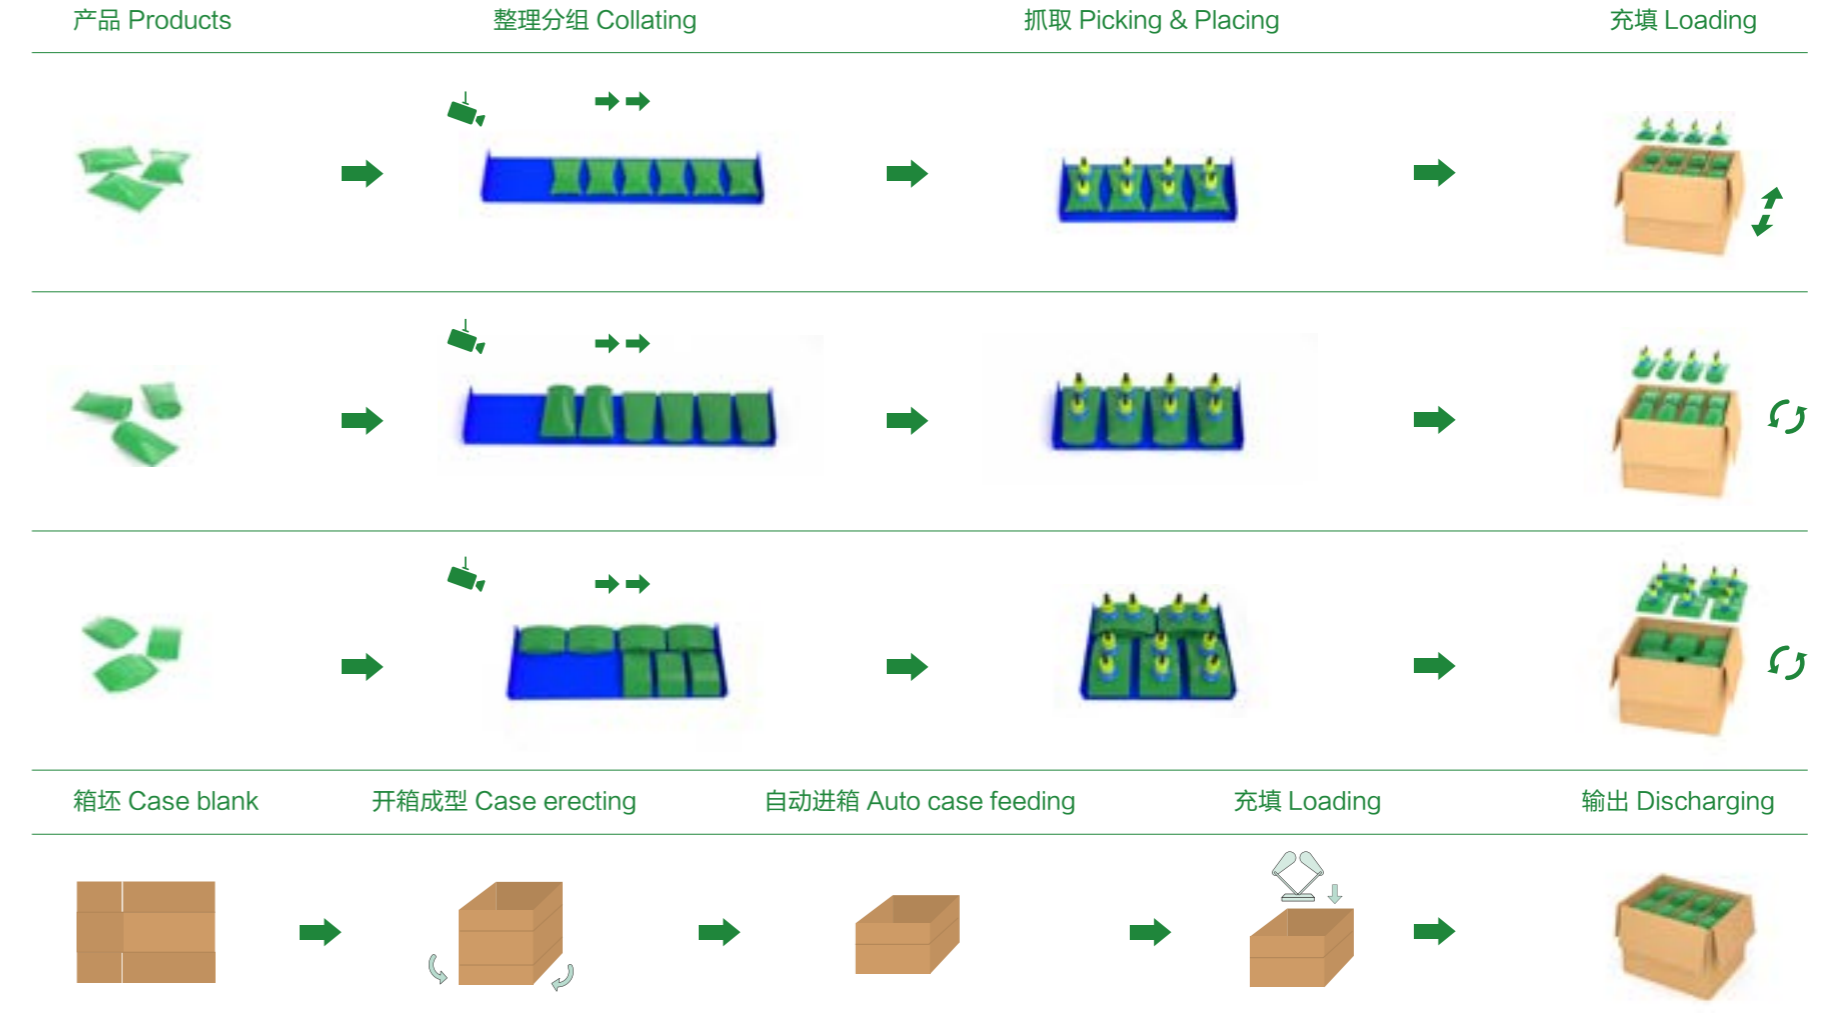 产品 Products
整理分组 Collating
抓取 Picking & Placing
充填 Loading
箱坯 Case blank
开箱成型 Case erecting
自动进箱 Auto case feeding
充填 Loading
输出 Discharging